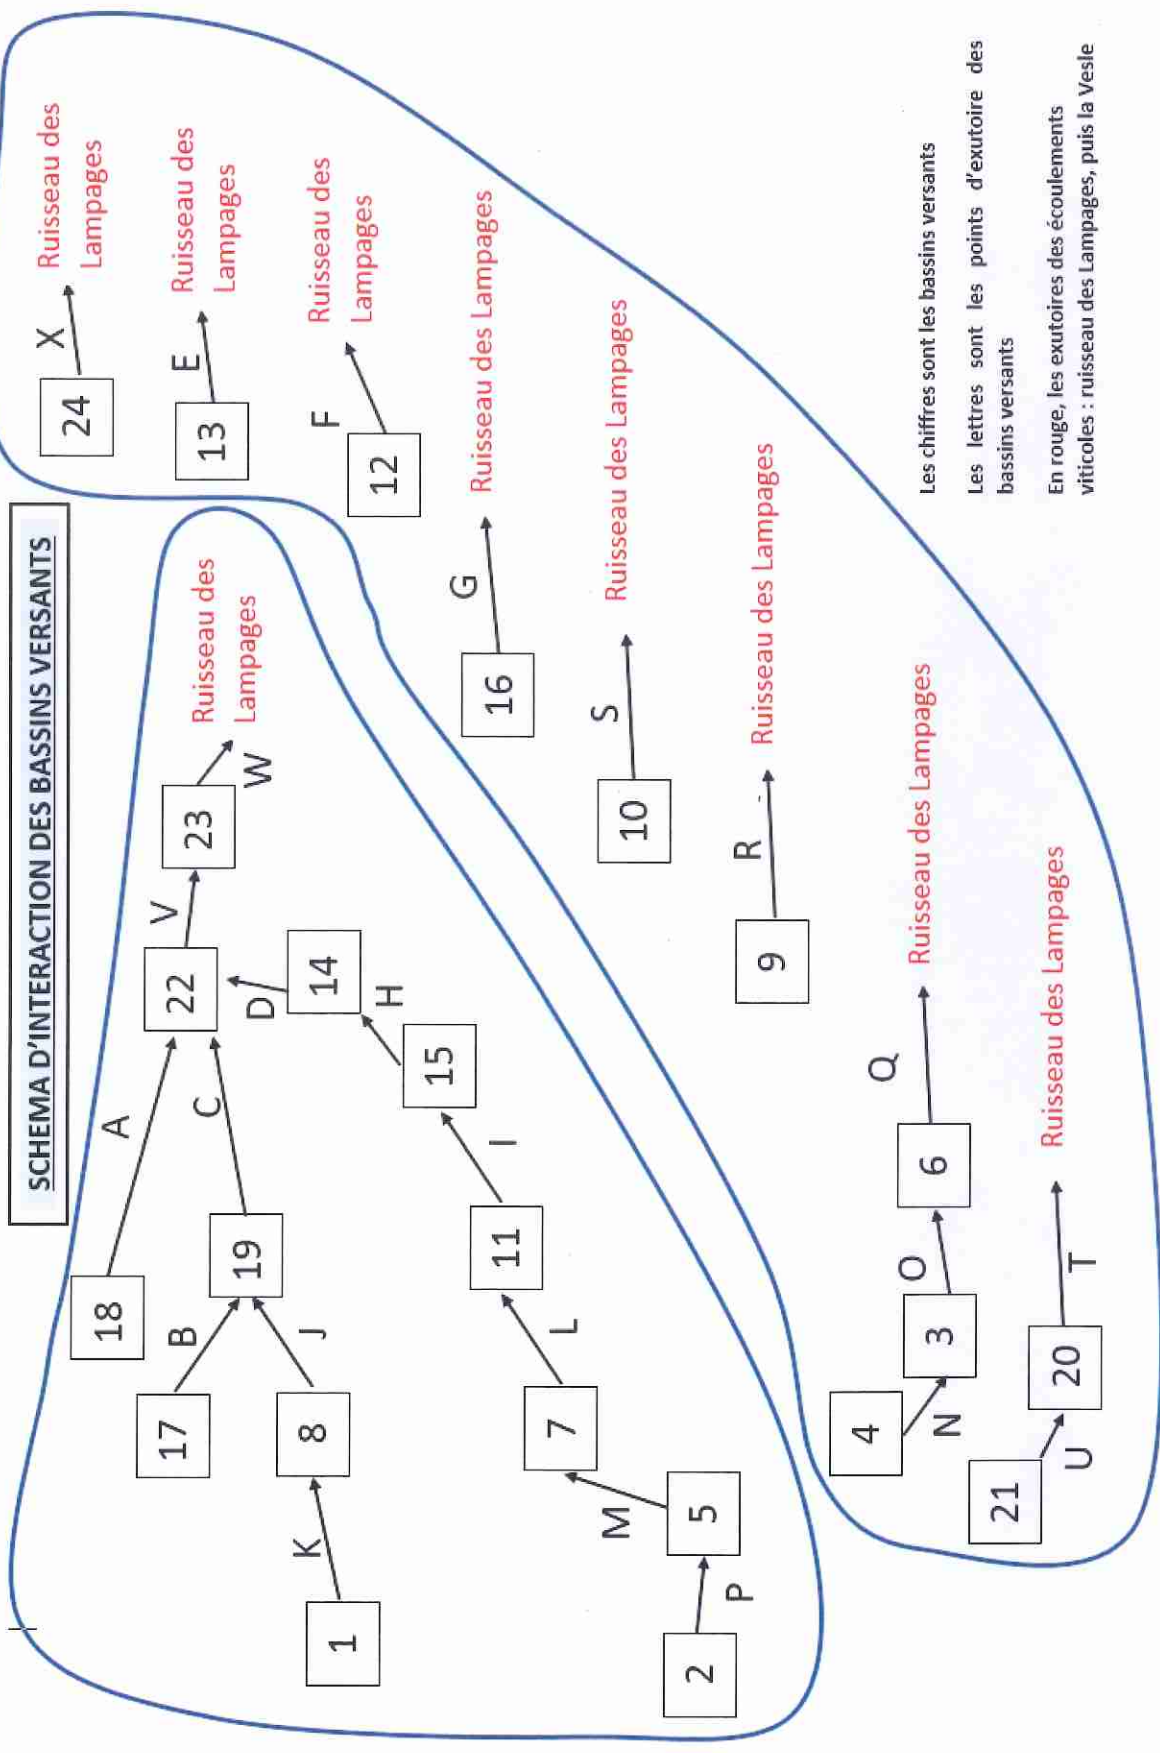 SCHEMA D'INTERACTION DES BASSINS VERSANTS
18
A
17
B
1
K
8
J
19
C
22
V
23
W
Ruisseau des
Lampages
2
P
5
M
7
L
11
I
15
H
14
D
24
X
Ruisseau des
Lampages
13
E
Ruisseau des
Lampages
12
F
Ruisseau des
Lampages
16
G
Ruisseau des Lampages
10
S
Ruisseau des Lampages
9
R
Ruisseau des Lampages
4
N
3
O
6
Q
Ruisseau des Lampages
21
U
20
T
Ruisseau des Lampages
Les chiffres sont les bassins versants
Les lettres sont les points d'exutoire des
bassins versants
En rouge, les exutoires des écoulements
viticoles : ruisseau des Lampages, puis la Vesle